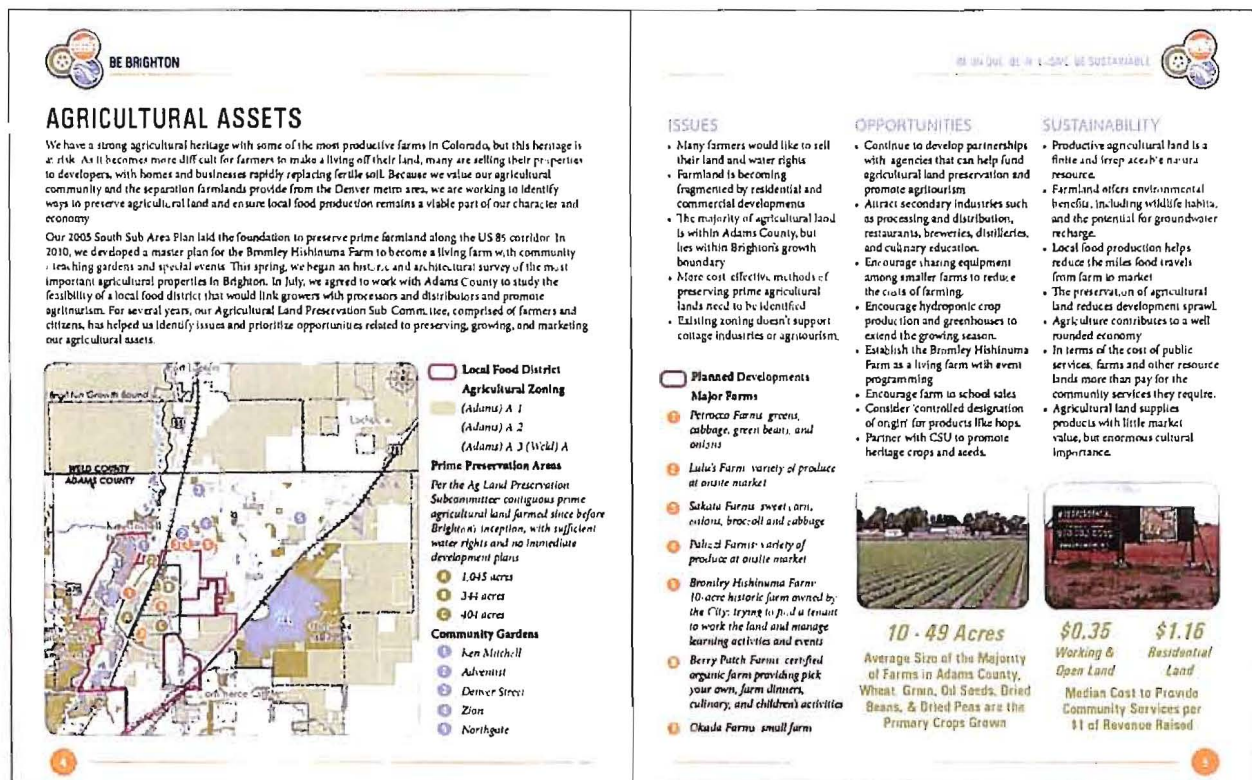 BE BRIGHTON
AGRICULTURAL ASSETS
We have a strong agricultural heritage with some of the most productive farms in Colorado, but this heritage is
at risk. As it becomes more difficult for farmers to make a living off their land, many are selling their properties
to developers, with homes and businesses rapidly replacing fertile soil. Because we value our agricultural
community and the separation farmlands provide from the Denver metro area, we are working to identify
ways to preserve agricultural land and ensure local food production remains a viable part of our character and
economy
Our 2005 South Sub Area Plan laid the foundation to preserve prime farmland along the US 85 corridor In
2010, we developed a master plan for the Bromley Hishinuma Farm to become a living farm with community
teaching gardens and special events This spring, we began an historic and architectural survey of the most
important agricultural properties in Brighton. In July, we agreed to work with Adams County to study the
feasibility of a local food district that would link growers with processors and distributors and promote
agritourism. For several years, our Agricultural Land Preservation Sub Committee, comprised of farmers and
citizens, has helped us identify issues and prioritize opportunities related to preserving, growing, and marketing
our agricultural assets.
WELD COUNTY
ADAMS COUNTY
Local Food District
Agricultural Zoning
(Adams) A 1
(Adams) A 2
(Adams) A 3 (Weld) A
Prime Preservation Areas
Per the Ag Land Preservation
Subcommittee contiguous prime
agricultural land farmed since before
Brighton's inception, with sufficient
water rights and no immediate
development plans
A 1,045 acres
B 344 acres
C 404 acres
Community Gardens
1 Ken Mitchell
2 Adventist
3 Denver Street
4 Zion
5 Northgate
4
BE UNIQUE. BE INCLUSIVE. BE SUSTAINABLE
ISSUES
• Many farmers would like to sell
their land and water rights
• Farmland is becoming
fragmented by residential and
commercial developments
• The majority of agricultural land
is within Adams County, but
lies within Brighton's growth
boundary
• More cost effective methods of
preserving prime agricultural
lands need to be identified
• Existing zoning doesn't support
cottage industries or agritourism.
Planned Developments
Major Farms
1 Petrocco Farms greens,
cabbage, green beans, and
onions
2 Lulu's Farm variety of produce
at onsite market
3 Sakata Farms sweet corn,
onions, broccoli and cabbage
4 Palizzi Farms variety of
produce at onsite market
5 Bromley Hishinuma Farm
10-acre historic farm owned by
the City; trying to find a tenant
to work the land and manage
learning activities and events
6 Berry Patch Farms certified
organic farm providing pick
your own, farm dinners,
culinary, and children's activities
Okada Farms small farm
OPPORTUNITIES
• Continue to develop partnerships
with agencies that can help fund
agricultural land preservation and
promote agritourism
• Attract secondary industries such
as processing and distribution,
restaurants, breweries, distilleries,
and culinary education.
• Encourage sharing equipment
among smaller farms to reduce
the costs of farming.
• Encourage hydroponic crop
production and greenhouses to
extend the growing season.
• Establish the Bromley Hishinuma
Farm as a living farm with event
programming
• Encourage farm to school sales
• Consider 'controlled designation
of origin' for products like hops.
• Partner with CSU to promote
heritage crops and seeds.
10 - 49 Acres
Average Size of the Majority
of Farms in Adams County,
Wheat, Grain, Oil Seeds, Dried
Beans, & Dried Peas are the
Primary Crops Grown
SUSTAINABILITY
• Productive agricultural land is a
finite and irreplaceable natural
resource.
• Farmland offers environmental
benefits, including wildlife habitat,
and the potential for groundwater
recharge.
• Local food production helps
reduce the miles food travels
from farm to market
• The preservation of agricultural
land reduces development sprawl.
• Agriculture contributes to a well
rounded economy
• In terms of the cost of public
services, farms and other resource
lands more than pay for the
community services they require.
• Agricultural land supplies
products with little market
value, but enormous cultural
importance.
$0.35 $1.16
Working & Residential
Open Land Land
Median Cost to Provide
Community Services per
$1 of Revenue Raised
5